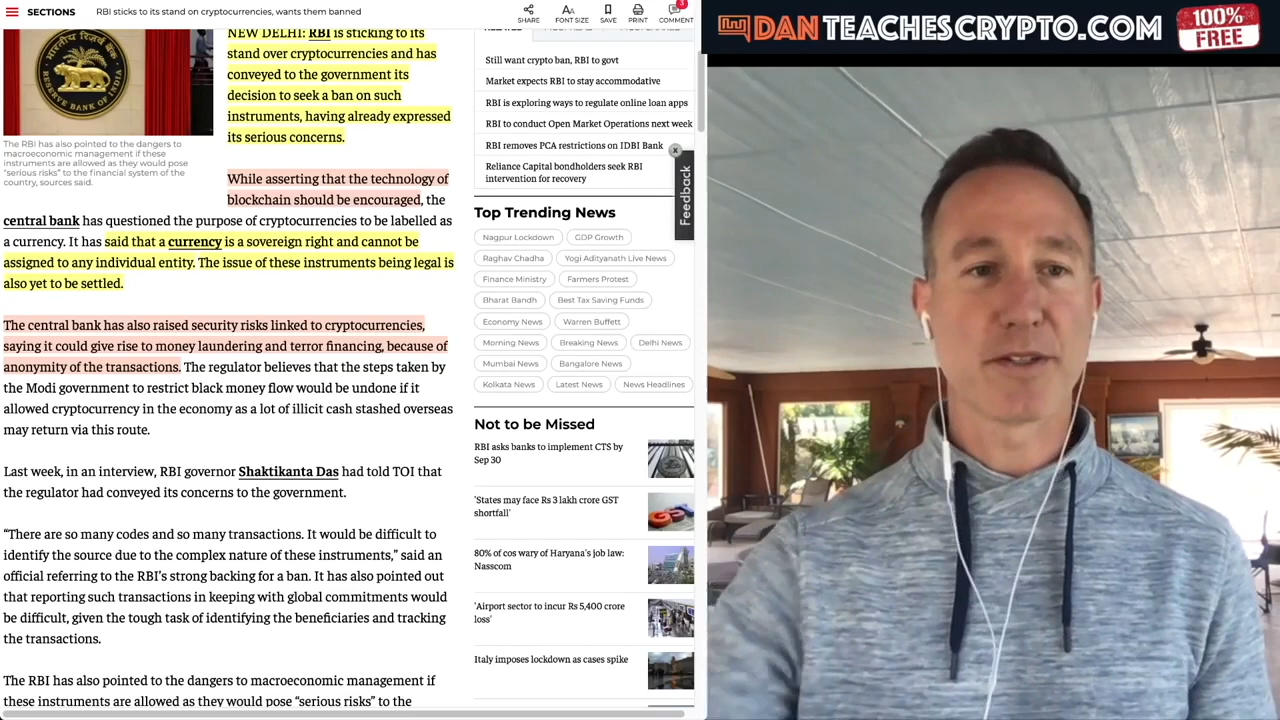 SECTIONS
RBI sticks to its stand on cryptocurrencies, wants them banned
SHARE
AA
FONT SIZE
SAVE
PRINT
3
COMMENT
The RBI has also pointed to the dangers to
macroeconomic management if these
instruments are allowed as they would pose
"serious risks" to the financial system of the
country, sources said.
NEW DELHI: RBI is sticking to its
stand over cryptocurrencies and has
conveyed to the government its
decision to seek a ban on such
instruments, having already expressed
its serious concerns.
While asserting that the technology of
blockchain should be encouraged, the
central bank has questioned the purpose of cryptocurrencies to be labelled as
a currency. It has said that a currency is a sovereign right and cannot be
assigned to any individual entity. The issue of these instruments being legal is
also yet to be settled.
The central bank has also raised security risks linked to cryptocurrencies,
saying it could give rise to money laundering and terror financing, because of
anonymity of the transactions. The regulator believes that the steps taken by
the Modi government to restrict black money flow would be undone if it
allowed cryptocurrency in the economy as a lot of illicit cash stashed overseas
may return via this route.
Last week, in an interview, RBI governor Shaktikanta Das had told TOI that
the regulator had conveyed its concerns to the government.
“There are so many codes and so many transactions. It would be difficult to
identify the source due to the complex nature of these instruments,” said an
official referring to the RBI’s strong backing for a ban. It has also pointed out
that reporting such transactions in keeping with global commitments would
be difficult, given the tough task of identifying the beneficiaries and tracking
the transactions.
The RBI has also pointed to the dangers to macroeconomic management if
these instruments are allowed as they would pose “serious risks” to the
Still want crypto ban, RBI to govt
Market expects RBI to stay accommodative
RBI is exploring ways to regulate online loan apps
RBI to conduct Open Market Operations next week
RBI removes PCA restrictions on IDBI Bank
Reliance Capital bondholders seek RBI
intervention for recovery
x
Feedback
Top Trending News
Nagpur Lockdown
GDP Growth
Raghav Chadha
Yogi Adityanath Live News
Finance Ministry
Farmers Protest
Bharat Bandh
Best Tax Saving Funds
Economy News
Warren Buffett
Morning News
Breaking News
Delhi News
Mumbai News
Bangalore News
Kolkata News
Latest News
News Headlines
Not to be Missed
RBI asks banks to implement CTS by
Sep 30
'States may face Rs 3 lakh crore GST
shortfall'
80% of cos wary of Haryana's job law:
Nasscom
'Airport sector to incur Rs 5,400 crore
loss'
Italy imposes lockdown as cases spike
DANTEACHESCRYPTO.COM
100%
FREE
RESERVE BANK OF INDIA